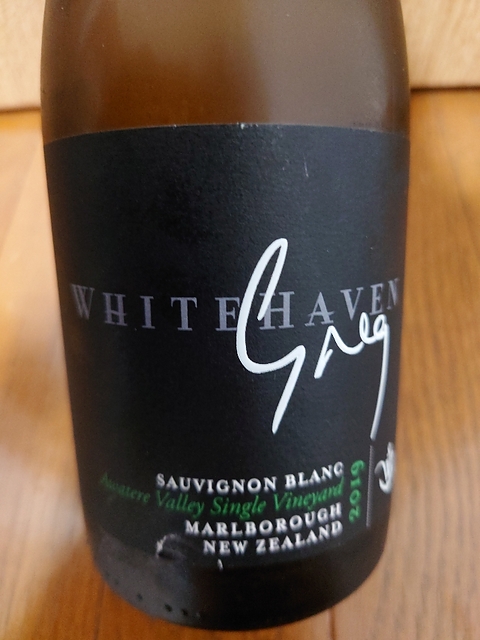 WHITEHAVEN
Greg
SAUVIGNON BLANC
Awatere Valley Single Vineyard
MARLBOROUGH
NEW ZEALAND
2019